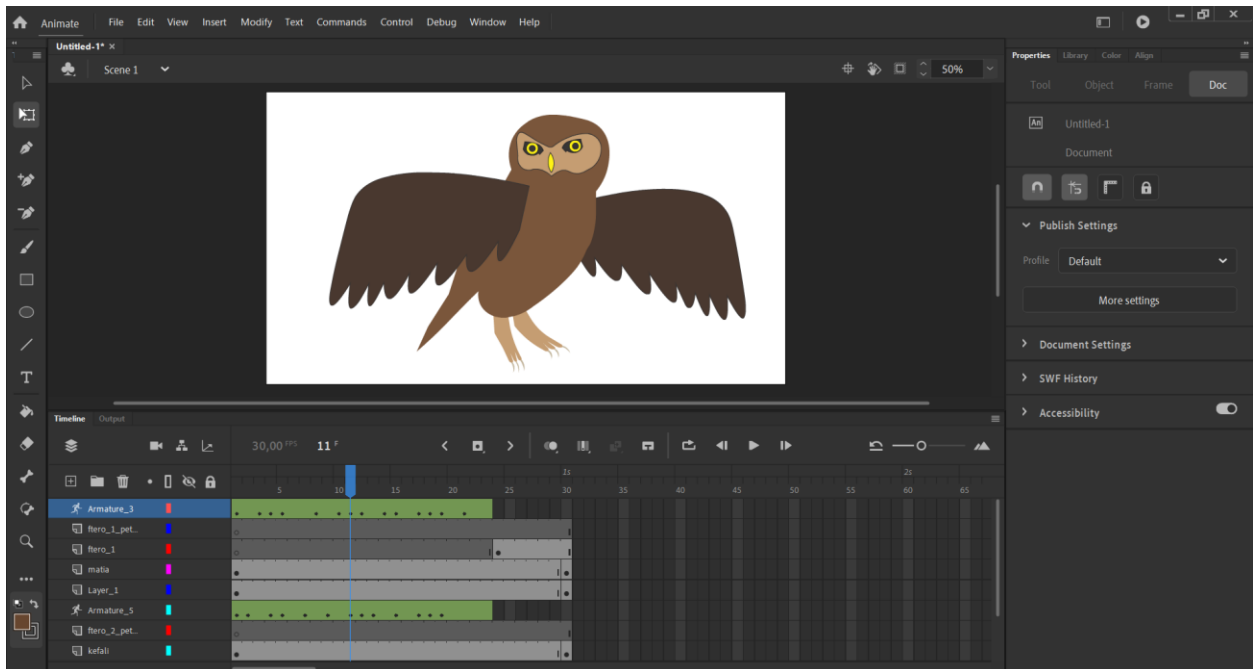 Animate File Edit View Insert Modify Text Commands Control Debug Window Help
Untitled-1* ×
Scene 1
50%
Properties Library Color Align
Tool Object Frame Doc
An Untitled-1
Document
Publish Settings
Profile Default
More settings
Document Settings
SWF History
Accessibility
T
Timeline Output
30,00 FPS 11 F
1s 2s
5 10 15 20 25 30 35 40 45 50 55 60 65
Armature_3
ftero_1_pet...
ftero_1
matia
Layer_1
Armature_5
ftero_2_pet...
kefali